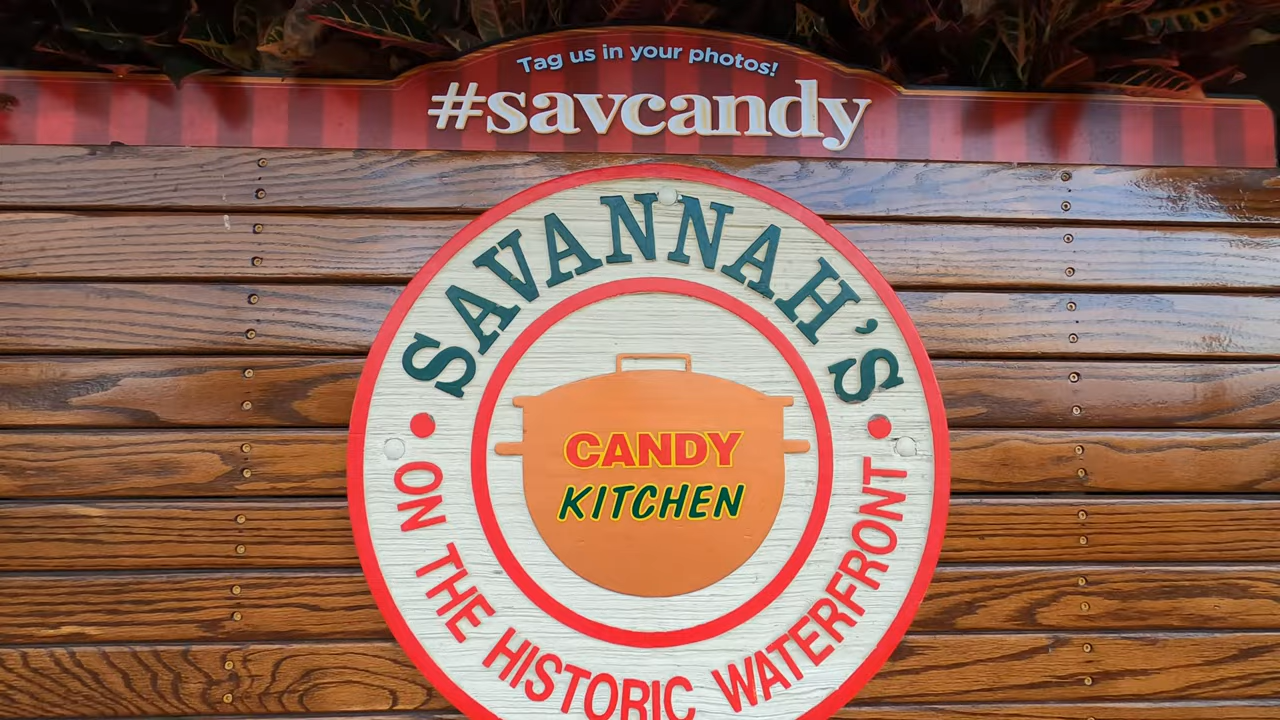 Tag us in your photos!
#savcandy
SAVANNAH'S
CANDY
KITCHEN
• ON THE HISTORIC WATERFRONT •